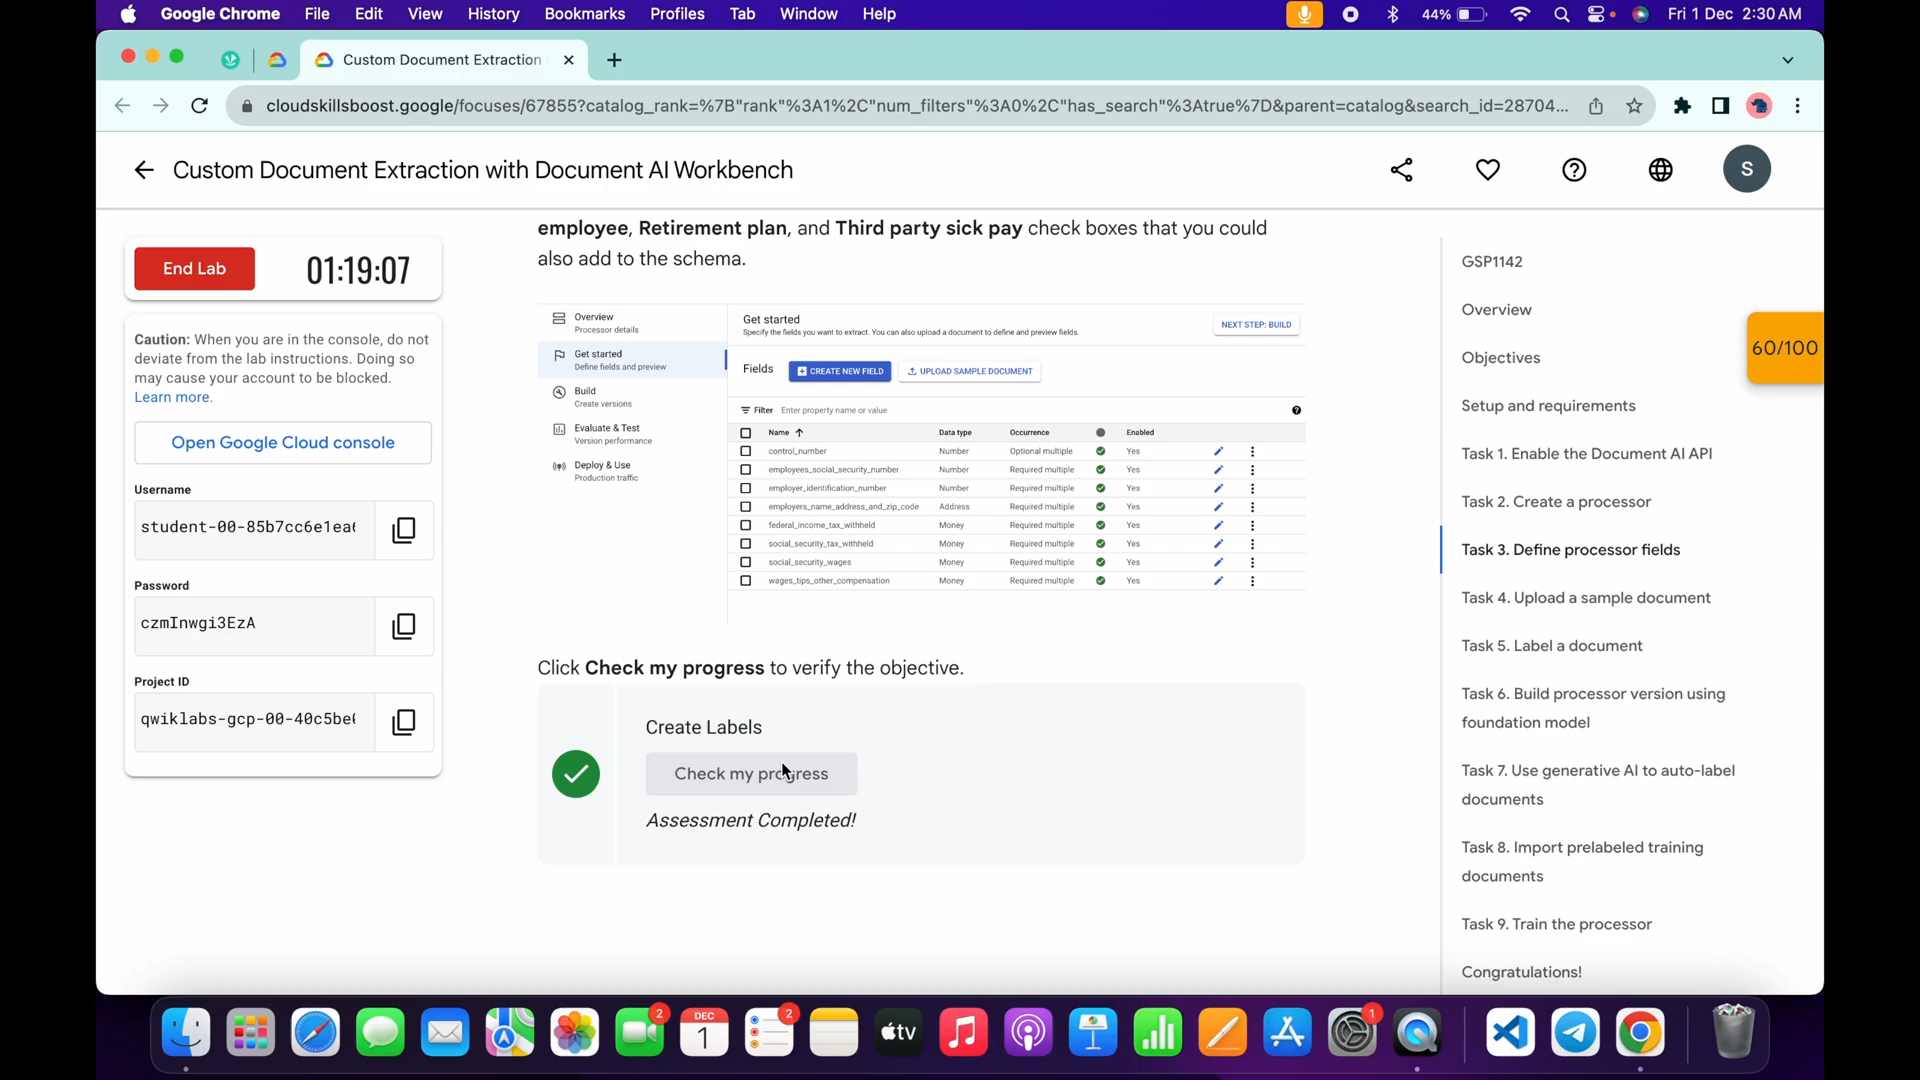 Google Chrome File Edit View History Bookmarks Profiles Tab Window Help 44% Fri 1 Dec 2:30 AM
Custom Document Extraction
cloudskillsboost.google/focuses/67855?catalog_rank=%7B"rank"%3A1%2C"num_filters"%3A0%2C"has_search"%3Atrue%7D&parent=catalog&search_id=28704...
Custom Document Extraction with Document AI Workbench
S
End Lab 01:19:07
Caution: When you are in the console, do not
deviate from the lab instructions. Doing so
may cause your account to be blocked.
Learn more.
Open Google Cloud console
Username
student-00-85b7cc6e1ea
Password
czmInwgi3EzA
Project ID
qwiklabs-gcp-00-40c5be
employee, Retirement plan, and Third party sick pay check boxes that you could
also add to the schema.
Overview
Processor details
Get started
Define fields and preview
Build
Create versions
Evaluate & Test
Version performance
Deploy & Use
Production traffic
Get started
Specify the fields you want to extract. You can also upload a document to define and preview fields.
NEXT STEP: BUILD
Fields CREATE NEW FIELD UPLOAD SAMPLE DOCUMENT
Filter Enter property name or value
Name Data type Occurrence Enabled
control_number Number Optional multiple Yes
employees_social_security_number Number Required multiple Yes
employer_identification_number Number Required multiple Yes
employers_name_address_and_zip_code Address Required multiple Yes
federal_income_tax_withheld Money Required multiple Yes
social_security_tax_withheld Money Required multiple Yes
social_security_wages Money Required multiple Yes
wages_tips_other_compensation Money Required multiple Yes
Click Check my progress to verify the objective.
Create Labels
Check my progress
Assessment Completed!
GSP1142
Overview
60/100
Objectives
Setup and requirements
Task 1. Enable the Document AI API
Task 2. Create a processor
Task 3. Define processor fields
Task 4. Upload a sample document
Task 5. Label a document
Task 6. Build processor version using
foundation model
Task 7. Use generative AI to auto-label
documents
Task 8. Import prelabeled training
documents
Task 9. Train the processor
Congratulations!
2
DEC
1
2
tv
1